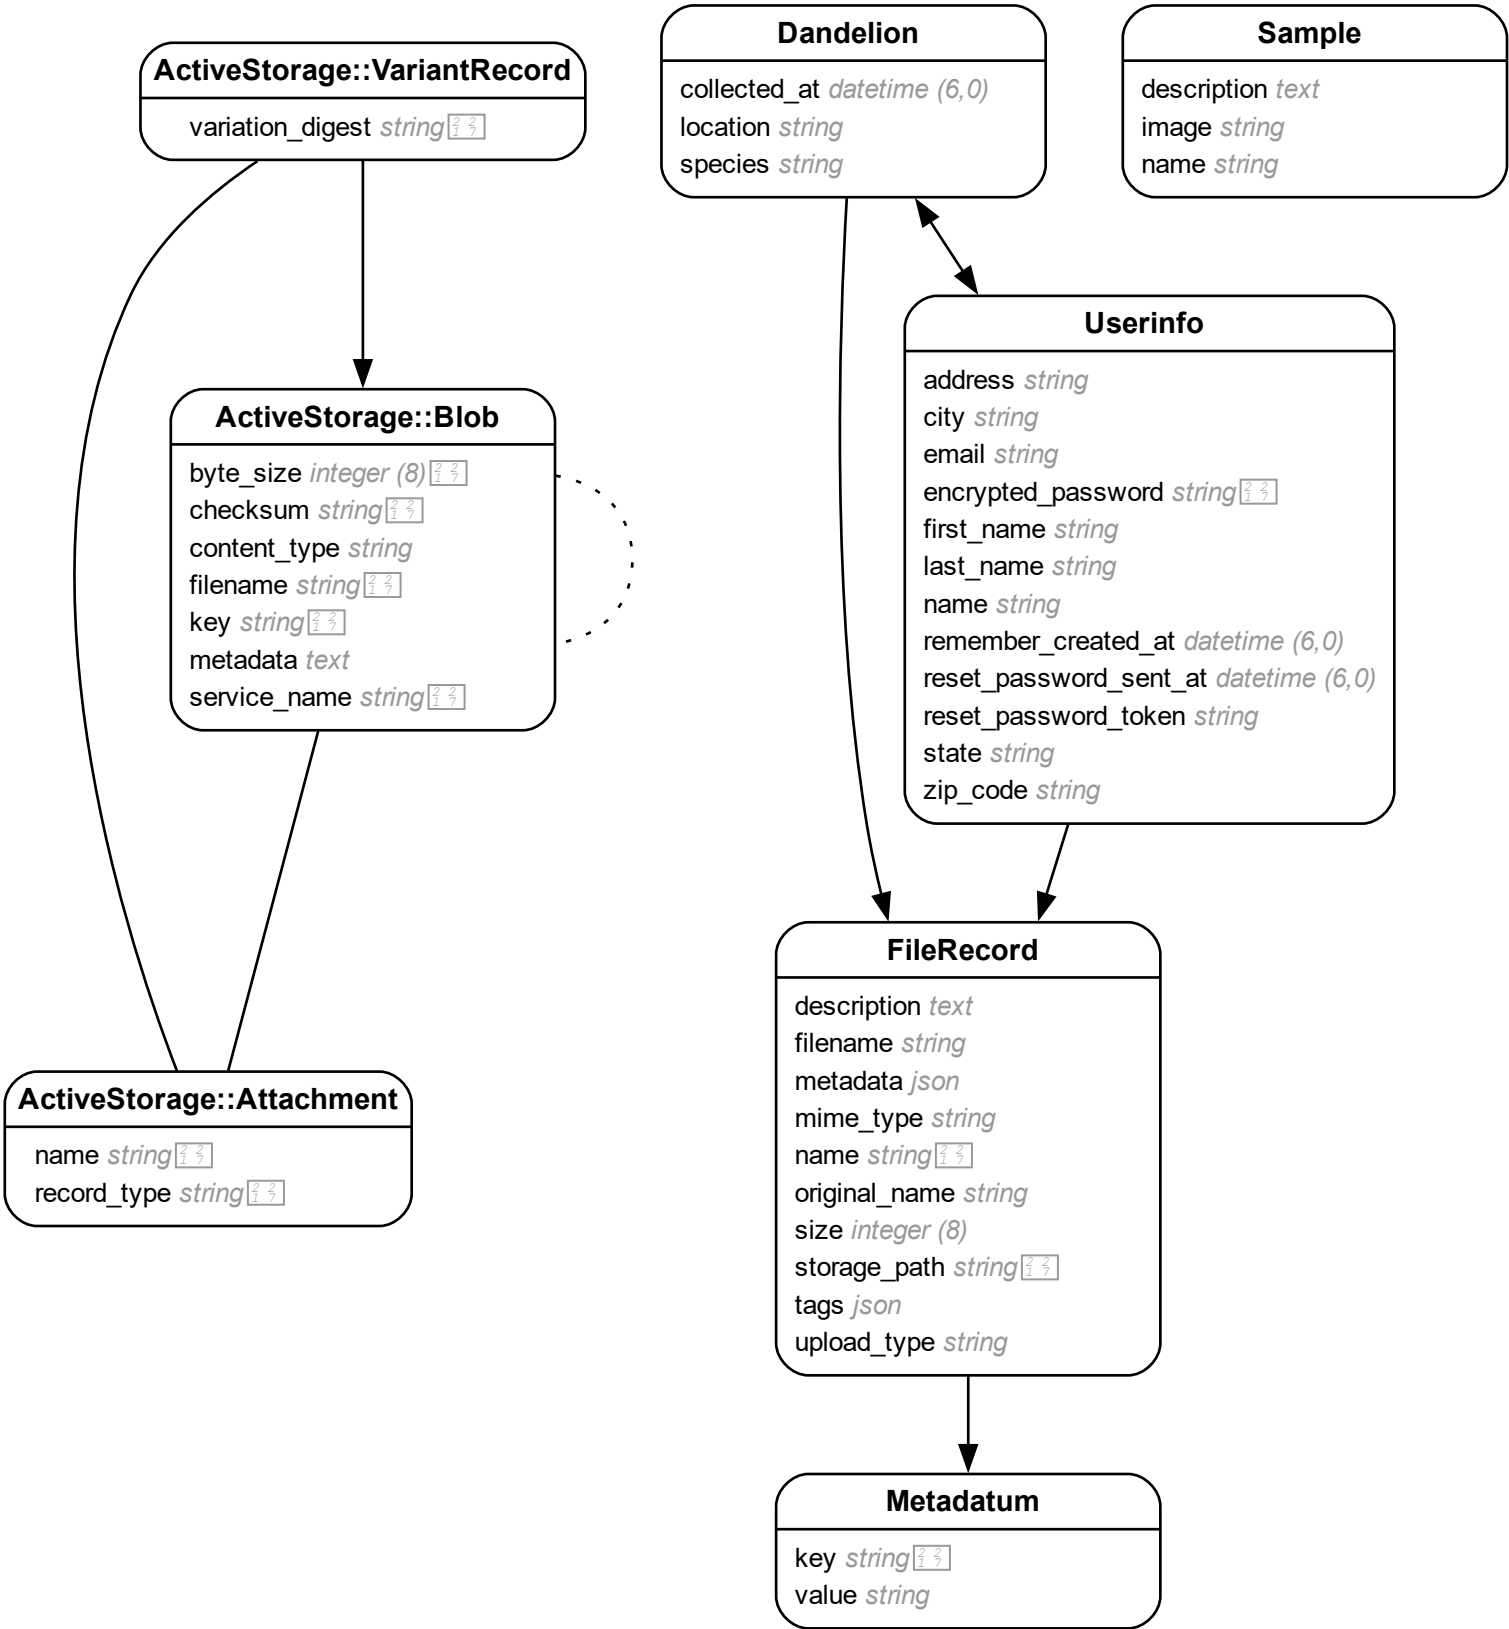 ActiveStorage::VariantRecord
variation_digest string
Dandelion
collected_at datetime (6,0)
location string
species string
Sample
description text
image string
name string
Userinfo
address string
city string
email string
encrypted_password string
first_name string
last_name string
name string
remember_created_at datetime (6,0)
reset_password_sent_at datetime (6,0)
reset_password_token string
state string
zip_code string
ActiveStorage::Blob
byte_size integer (8)
checksum string
content_type string
filename string
key string
metadata text
service_name string
ActiveStorage::Attachment
name string
record_type string
FileRecord
description text
filename string
metadata json
mime_type string
name string
original_name string
size integer (8)
storage_path string
tags json
upload_type string
Metadatum
key string
value string